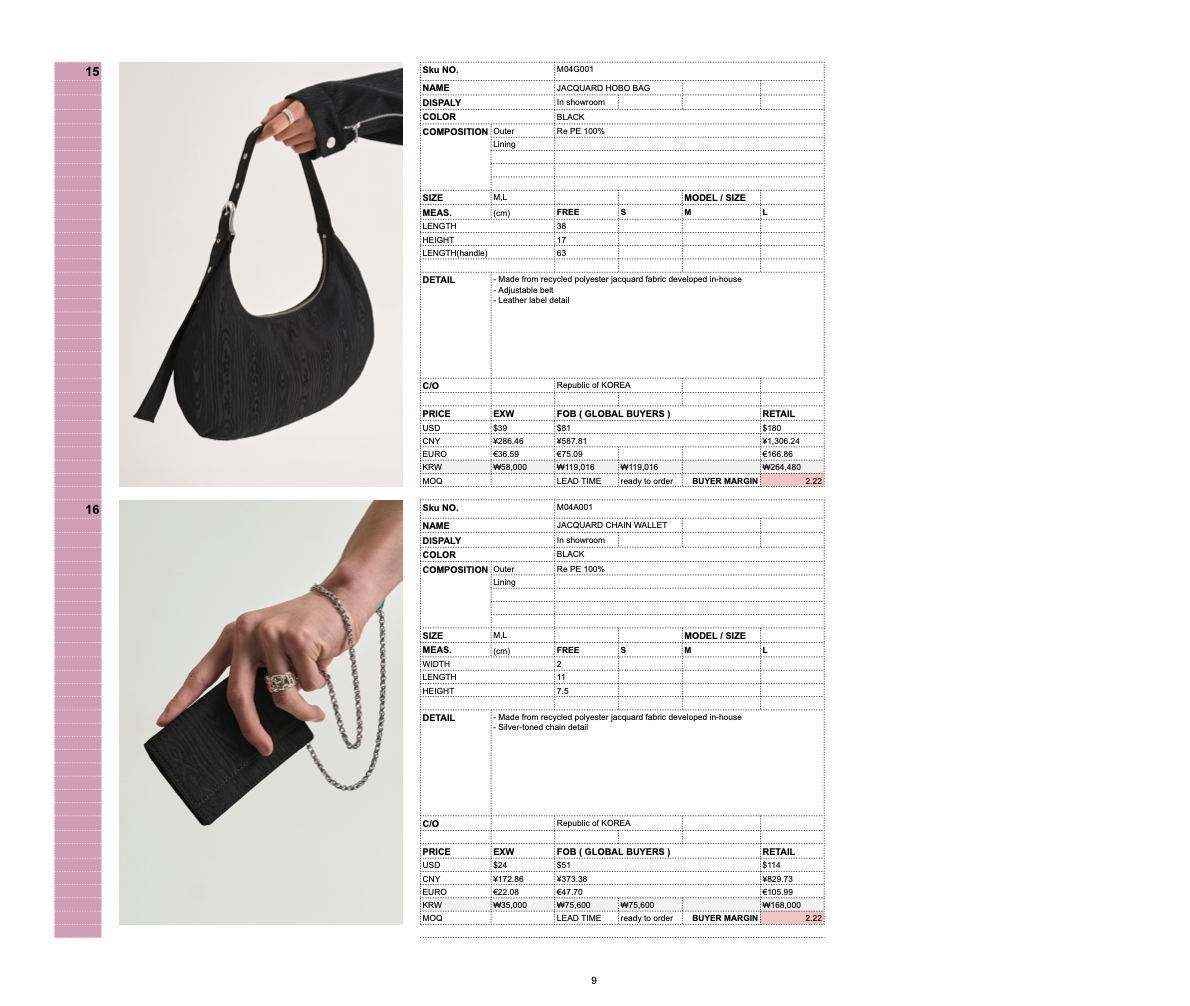 15
Sku NO. M04G001
NAME JACQUARD HOBO BAG
DISPALY In showroom
COLOR BLACK
COMPOSITION Outer Re PE 100%
Lining
SIZE M,L MODEL / SIZE
MEAS. (cm) FREE S M L
LENGTH 38
HEIGHT 17
LENGTH(handle) 63
DETAIL - Made from recycled polyester jacquard fabric developed in-house
- Adjustable belt
- Leather label detail
C/O Republic of KOREA
PRICE EXW FOB ( GLOBAL BUYERS ) RETAIL
USD $39 $81 $180
CNY ¥286.46 ¥587.81 ¥1,306.24
EURO €36.59 €75.09 €166.86
KRW ₩58,000 ₩119,016 ₩119,016 ₩264,480
MOQ LEAD TIME ready to order BUYER MARGIN 2.22
16
Sku NO. M04A001
NAME JACQUARD CHAIN WALLET
DISPALY In showroom
COLOR BLACK
COMPOSITION Outer Re PE 100%
Lining
SIZE M,L MODEL / SIZE
MEAS. (cm) FREE S M L
WIDTH 2
LENGTH 11
HEIGHT 7.5
DETAIL - Made from recycled polyester jacquard fabric developed in-house
- Silver-toned chain detail
C/O Republic of KOREA
PRICE EXW FOB ( GLOBAL BUYERS ) RETAIL
USD $24 $51 $114
CNY ¥172.86 ¥373.38 ¥829.73
EURO €22.08 €47.70 €105.99
KRW ₩35,000 ₩75,600 ₩75,600 ₩168,000
MOQ LEAD TIME ready to order BUYER MARGIN 2.22
9